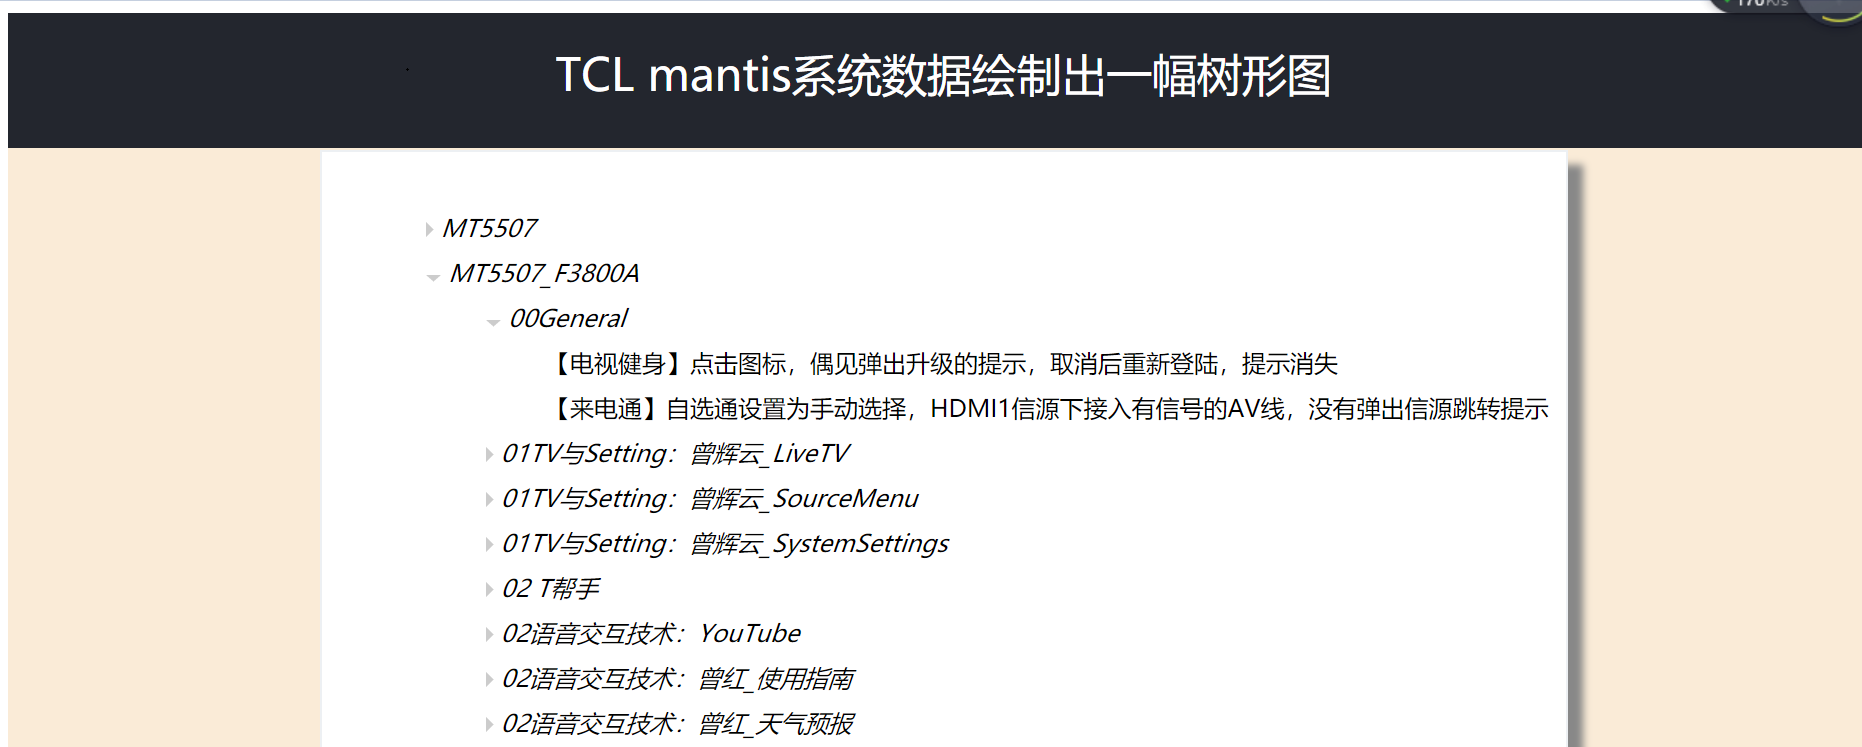 170K/s
TCL mantis系统数据绘制出一幅树形图
MT5507
MT5507_F3800A
00General
【电视健身】点击图标，偶见弹出升级的提示，取消后重新登陆，提示消失
【来电通】自选通设置为手动选择，HDMI1信源下接入有信号的AV线，没有弹出信源跳转提示
01TV与Setting：曾辉云_LiveTV
01TV与Setting：曾辉云_SourceMenu
01TV与Setting：曾辉云_SystemSettings
02 T帮手
02语音交互技术：YouTube
02语音交互技术：曾红_使用指南
02语音交互技术：曾红_天气预报